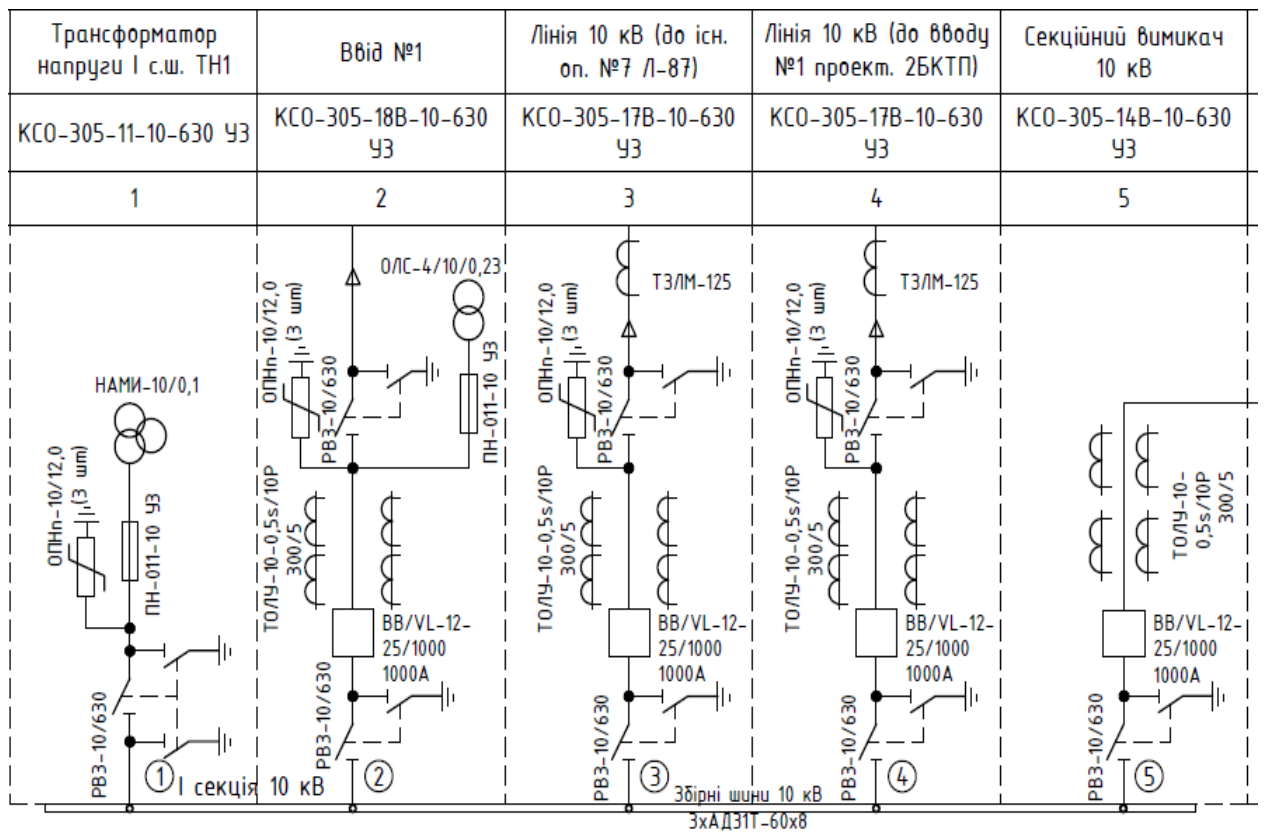 Трансформатор
напруги І с.ш. ТН1
Ввід №1
Лінія 10 кВ (до існ.
оп. №7 Л-87)
Лінія 10 кВ (до вводу
№1 проект. 2БКТП)
Секційний вимикач
10 кВ
КСО-305-11-10-630 У3
КСО-305-18В-10-630
У3
КСО-305-17В-10-630
У3
КСО-305-17В-10-630
У3
КСО-305-14В-10-630
У3
1
2
3
4
5
НАМИ-10/0,1
ОПНп-10/12,0
(3 шт)
ПН-011-10 У3
РВЗ-10/630
1
ОЛС-4/10/0,23
ОПНп-10/12,0
(3 шт)
РВЗ-10/630
ПН-011-10 У3
ТОЛУ-10-0,5s/10Р
300/5
ВВ/VL-12-
25/1000
1000А
РВЗ-10/630
2
ТЗЛМ-125
ОПНп-10/12,0
(3 шт)
РВЗ-10/630
ТОЛУ-10-0,5s/10Р
300/5
ВВ/VL-12-
25/1000
1000А
РВЗ-10/630
3
ТЗЛМ-125
ОПНп-10/12,0
(3 шт)
РВЗ-10/630
ТОЛУ-10-0,5s/10Р
300/5
ВВ/VL-12-
25/1000
1000А
РВЗ-10/630
4
ТОЛУ-10-
0,5s/10Р
300/5
ВВ/VL-12-
25/1000
1000А
РВЗ-10/630
5
І секція 10 кВ
Збірні шини 10 кВ
3хАД31Т-60х8